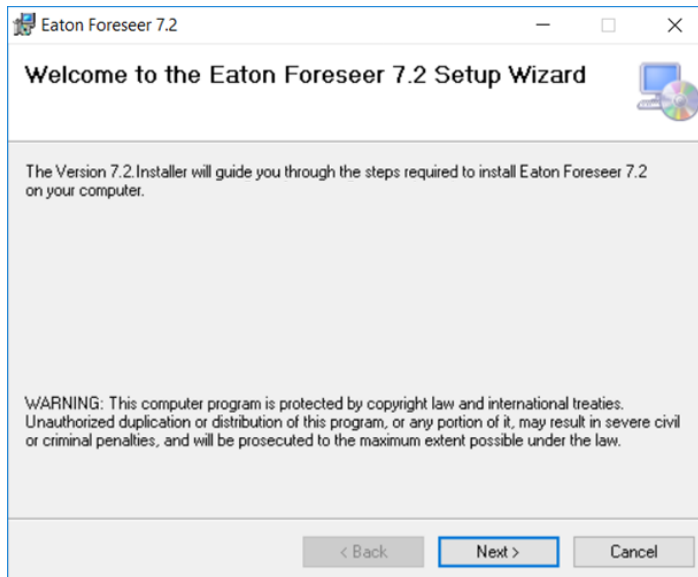 Eaton Foreseer 7.2
Welcome to the Eaton Foreseer 7.2 Setup Wizard
The Version 7.2.Installer will guide you through the steps required to install Eaton Foreseer 7.2
on your computer.
WARNING: This computer program is protected by copyright law and international treaties.
Unauthorized duplication or distribution of this program, or any portion of it, may result in severe civil
or criminal penalties, and will be prosecuted to the maximum extent possible under the law.
< Back Next > Cancel